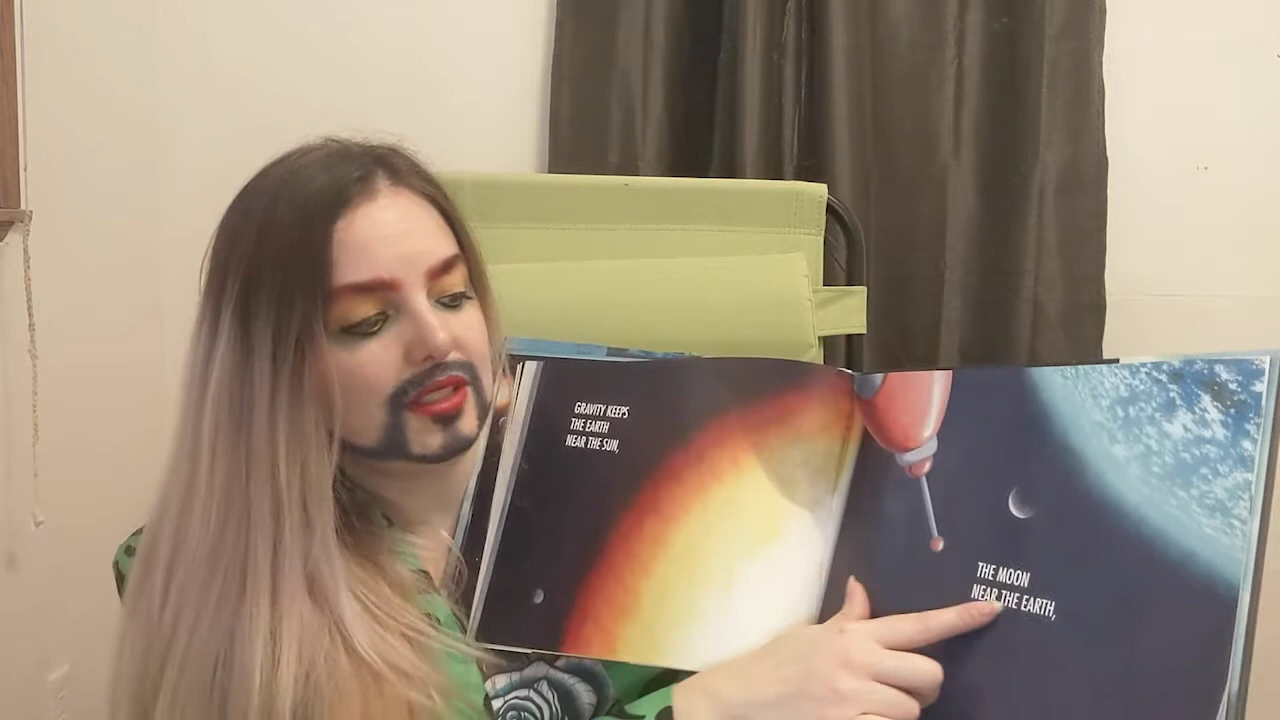 GRAVITY KEEPS
THE EARTH
NEAR THE SUN,
THE MOON
NEAR THE EARTH,